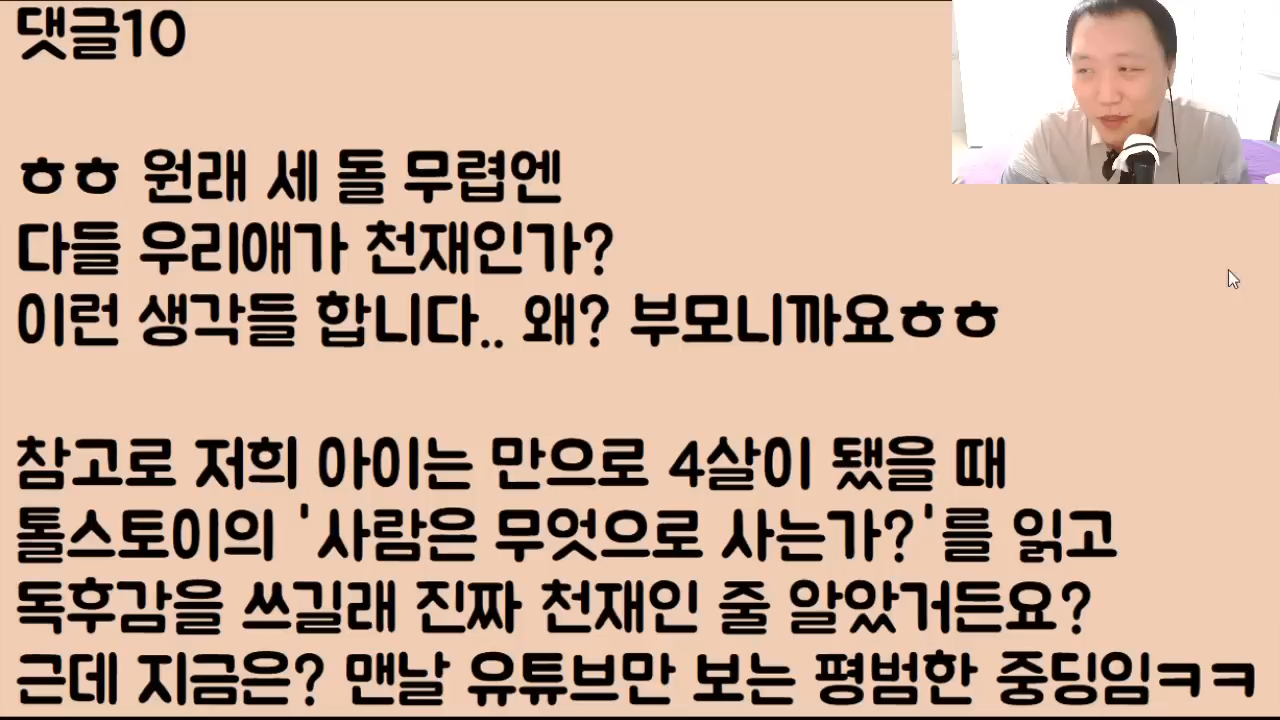 댓글10
ㅎㅎ 원래 세 돌 무렵엔
다들 우리애가 천재인가?
이런 생각들 합니다.. 왜? 부모니까요ㅎㅎ
참고로 저희 아이는 만으로 4살이 됐을 때
톨스토이의 '사람은 무엇으로 사는가?'를 읽고
독후감을 쓰길래 진짜 천재인 줄 알았거든요?
근데 지금은? 맨날 유튜브만 보는 평범한 중딩임ㅋㅋ